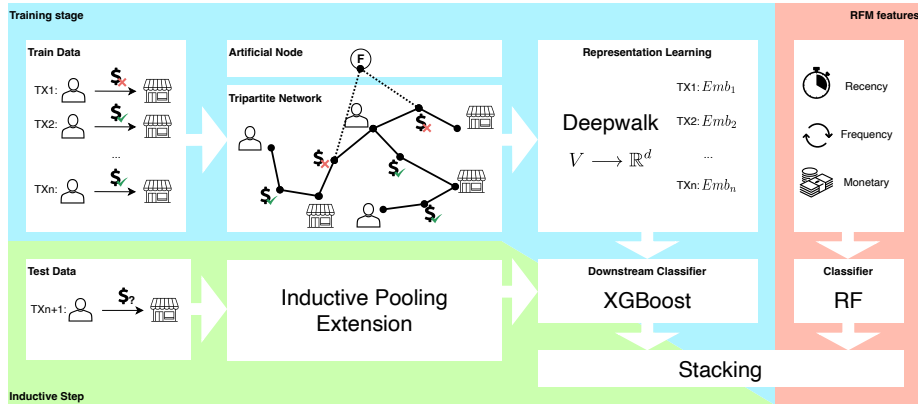 Training stage
RFM features
Train Data
TX1:
$
TX2:
$
...
TXn:
$
Artificial Node
F
Tripartite Network
$
$
$
$
$
Representation Learning
Deepwalk
V ⟶ ℝ^d
TX1: Emb_1
TX2: Emb_2
...
TXn: Emb_n
Recency
Frequency
Monetary
Test Data
TXn+1:
$?
Inductive Pooling
Extension
Downstream Classifier
XGBoost
Classifier
RF
Stacking
Inductive Step